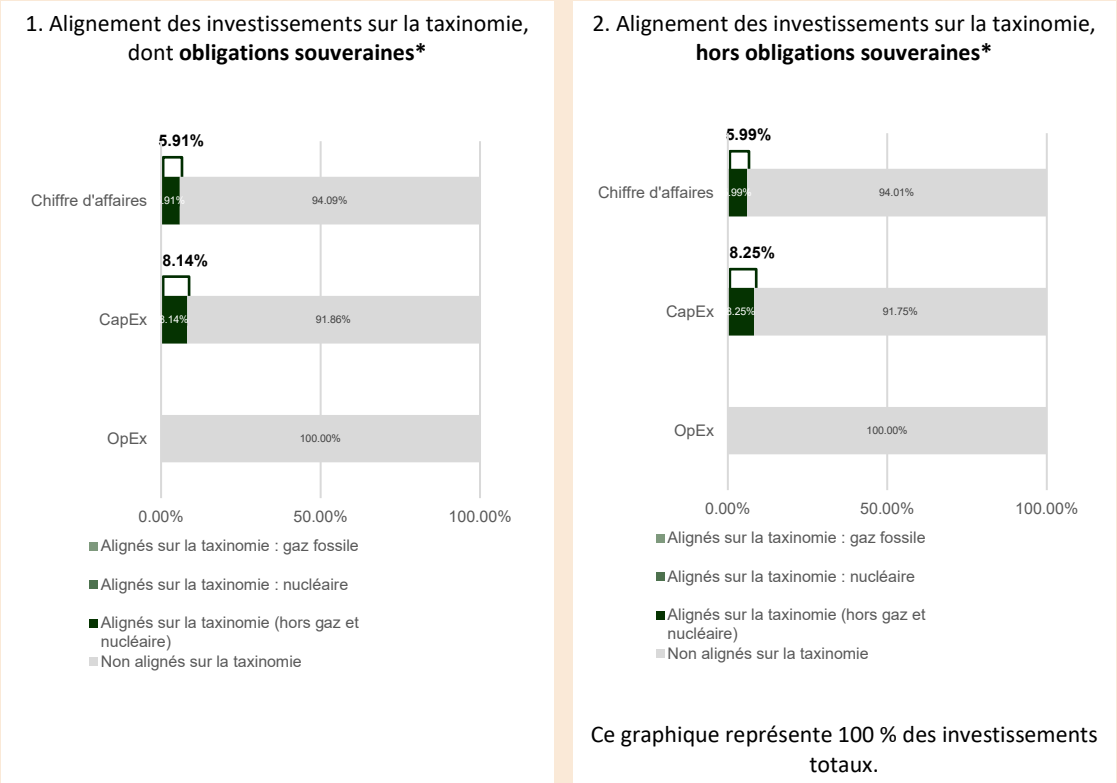 1. Alignement des investissements sur la taxinomie,
dont obligations souveraines*
5.91%
Chiffre d'affaires
.91%
94.09%
8.14%
CapEx
8.14%
91.86%
OpEx
100.00%
0.00%
50.00%
100.00%
Alignés sur la taxinomie : gaz fossile
Alignés sur la taxinomie : nucléaire
Alignés sur la taxinomie (hors gaz et
nucléaire)
Non alignés sur la taxinomie
2. Alignement des investissements sur la taxinomie,
hors obligations souveraines*
5.99%
Chiffre d'affaires
.99%
94.01%
8.25%
CapEx
8.25%
91.75%
OpEx
100.00%
0.00%
50.00%
100.00%
Alignés sur la taxinomie : gaz fossile
Alignés sur la taxinomie : nucléaire
Alignés sur la taxinomie (hors gaz et
nucléaire)
Non alignés sur la taxinomie
Ce graphique représente 100 % des investissements
totaux.